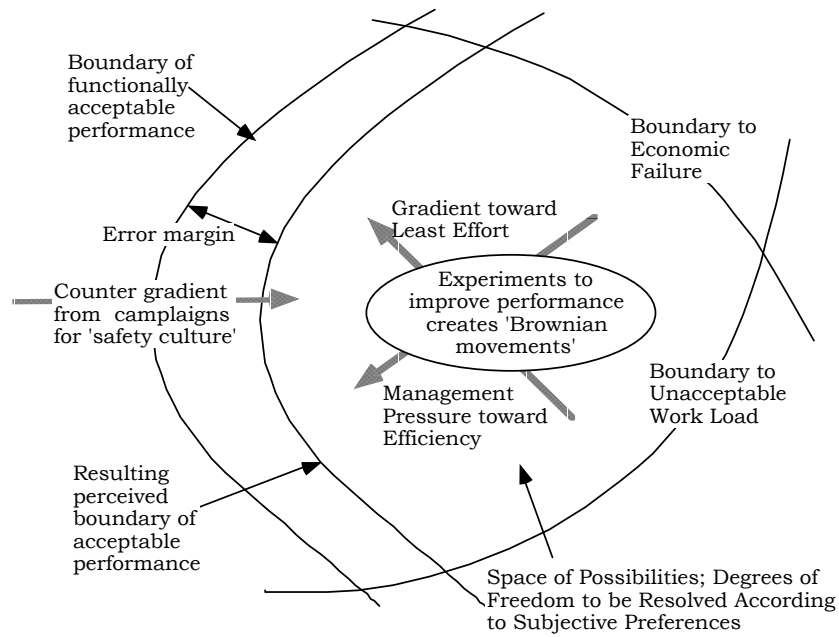 Boundary of
functionally
acceptable
performance
Boundary to
Economic
Failure
Gradient toward
Least Effort
Error margin
Experiments to
improve performance
creates 'Brownian
movements'
Counter gradient
from camplaigns
for 'safety culture'
Boundary to
Unacceptable
Work Load
Management
Pressure toward
Efficiency
Resulting
perceived
boundary of
acceptable
performance
Space of Possibilities; Degrees of
Freedom to be Resolved According
to Subjective Preferences